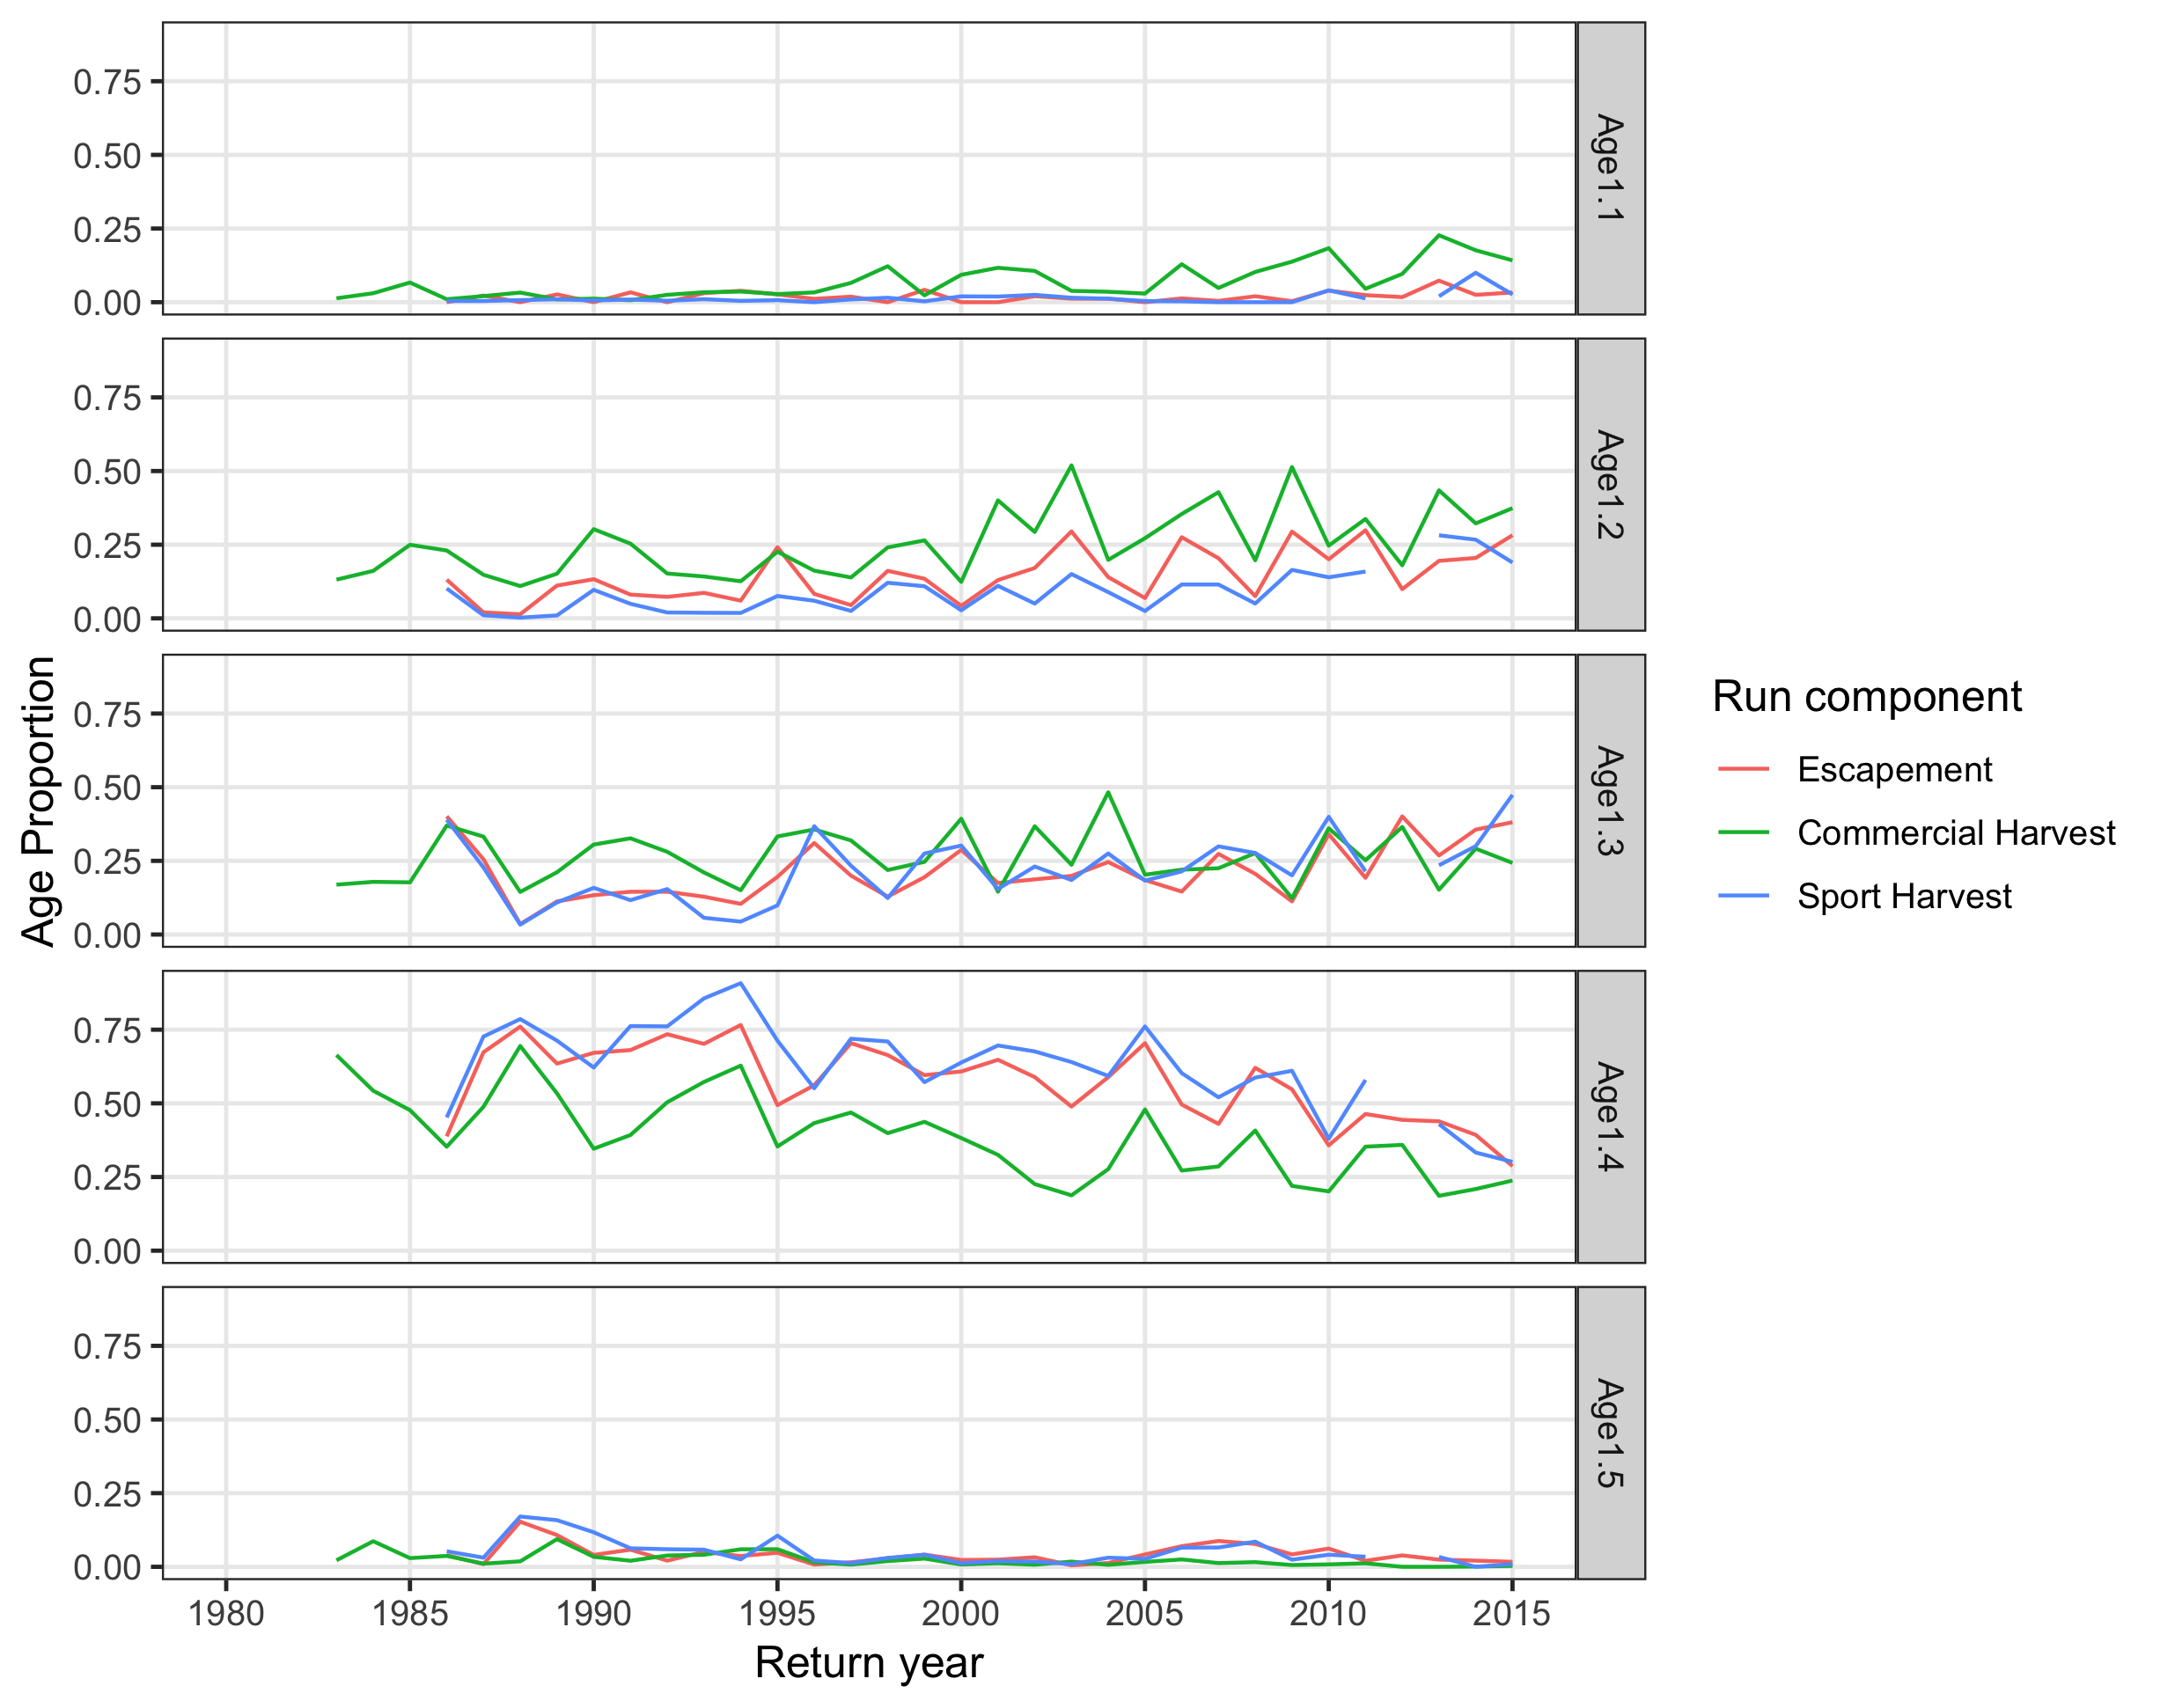 0.75
0.50
0.25
0.00
Age1.1
0.75
0.50
0.25
0.00
Age1.2
0.75
0.50
0.25
0.00
Age1.3
0.75
0.50
0.25
0.00
Age1.4
0.75
0.50
0.25
0.00
Age1.5
Age Proportion
1980 1985 1990 1995 2000 2005 2010 2015
Return year
Run component
Escapement
Commercial Harvest
Sport Harvest